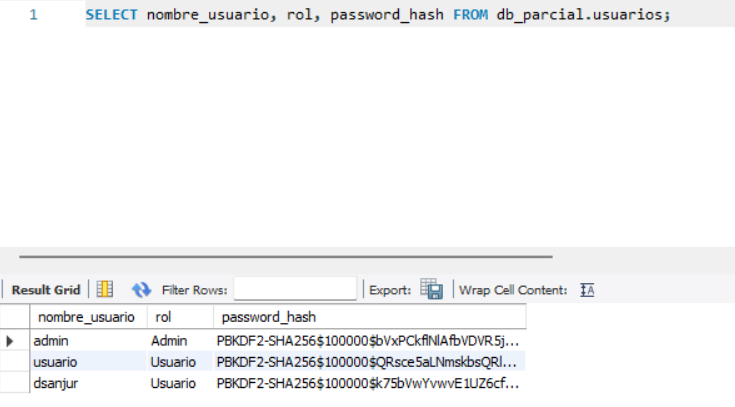 1 SELECT nombre_usuario, rol, password_hash FROM db_parcial.usuarios;
Result Grid Filter Rows: Export: Wrap Cell Content:
nombre_usuario rol password_hash
admin Admin PBKDF2-SHA256$100000$bVxPCkflNlAfbVDVR5j...
usuario Usuario PBKDF2-SHA256$100000$QRsce5aLNmskbsQRl...
dsanjur Usuario PBKDF2-SHA256$100000$k75bVwYvwvE1UZ6cf...